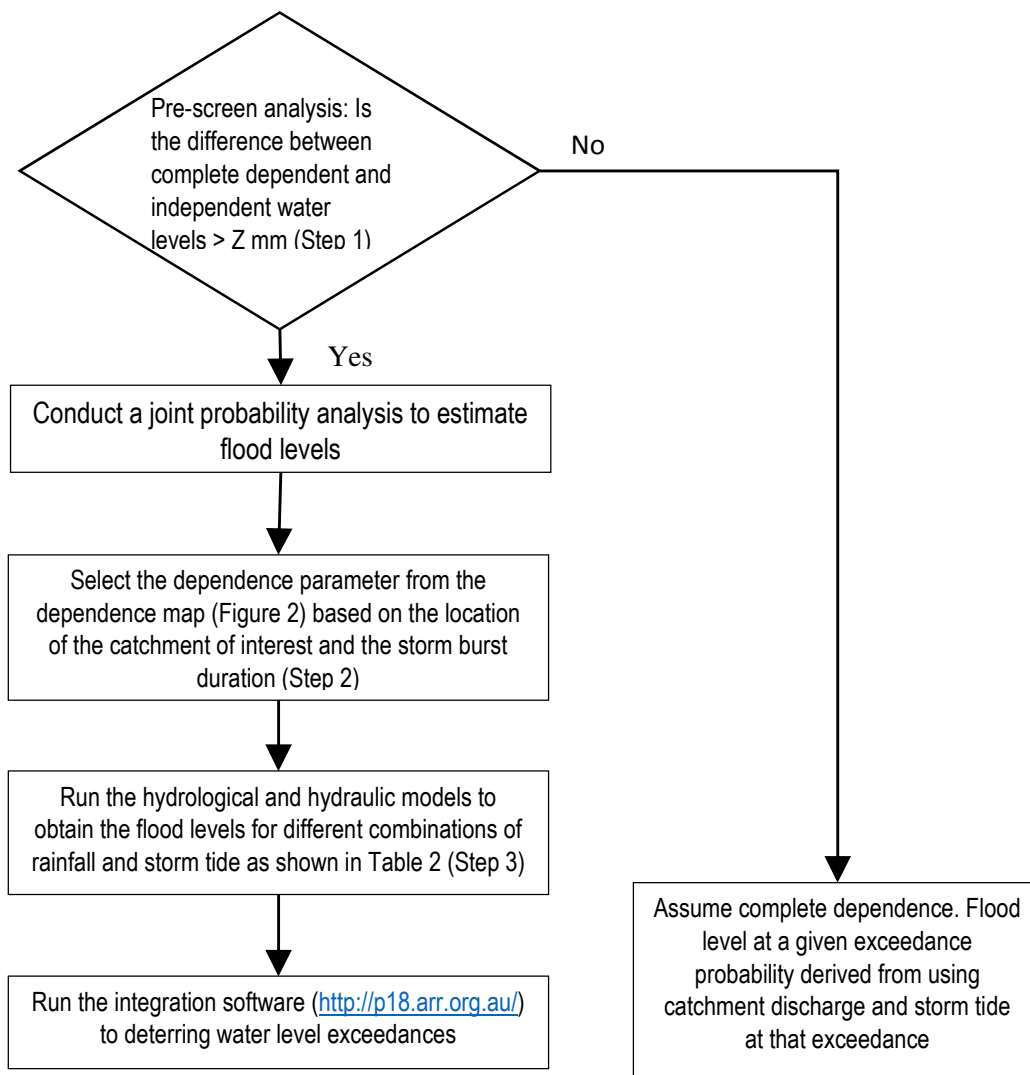 Pre-screen analysis: Is
the difference between
complete dependent and
independent water
levels > Z mm (Step 1)
No
Yes
Conduct a joint probability analysis to estimate
flood levels
Select the dependence parameter from the
dependence map (Figure 2) based on the location
of the catchment of interest and the storm burst
duration (Step 2)
Run the hydrological and hydraulic models to
obtain the flood levels for different combinations of
rainfall and storm tide as shown in Table 2 (Step 3)
Run the integration software (http://p18.arr.org.au/)
to deterring water level exceedances
Assume complete dependence. Flood
level at a given exceedance
probability derived from using
catchment discharge and storm tide
at that exceedance